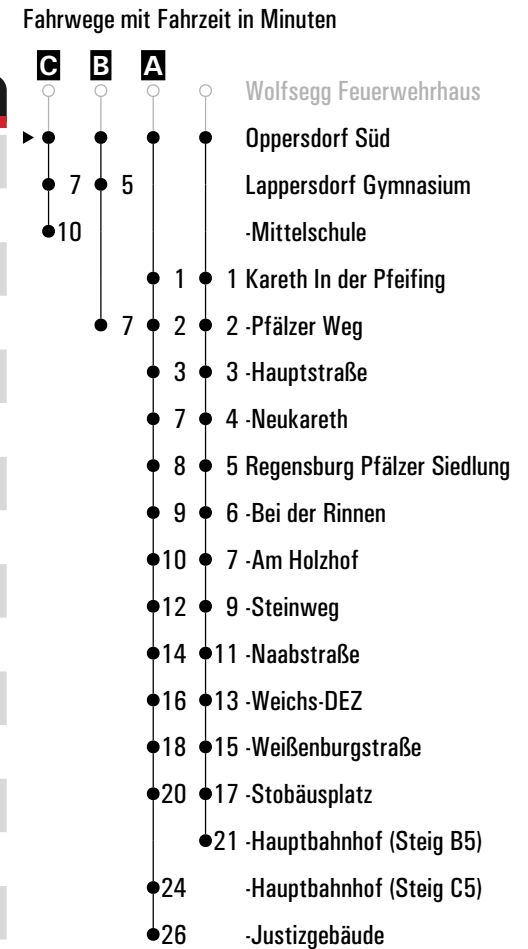 Fahrwege mit Fahrzeit in Minuten
C B A
Wolfsegg Feuerwehrhaus
Oppersdorf Süd
7 5 Lappersdorf Gymnasium
10 -Mittelschule
1 1 Kareth In der Pfeifing
7 2 2 -Pfälzer Weg
3 3 -Hauptstraße
7 4 -Neukareth
8 5 Regensburg Pfälzer Siedlung
9 6 -Bei der Rinnen
10 7 -Am Holzhof
12 9 -Steinweg
14 11 -Naabstraße
16 13 -Weichs-DEZ
18 15 -Weißenburgstraße
20 17 -Stobäusplatz
21 -Hauptbahnhof (Steig B5)
24 -Hauptbahnhof (Steig C5)
26 -Justizgebäude